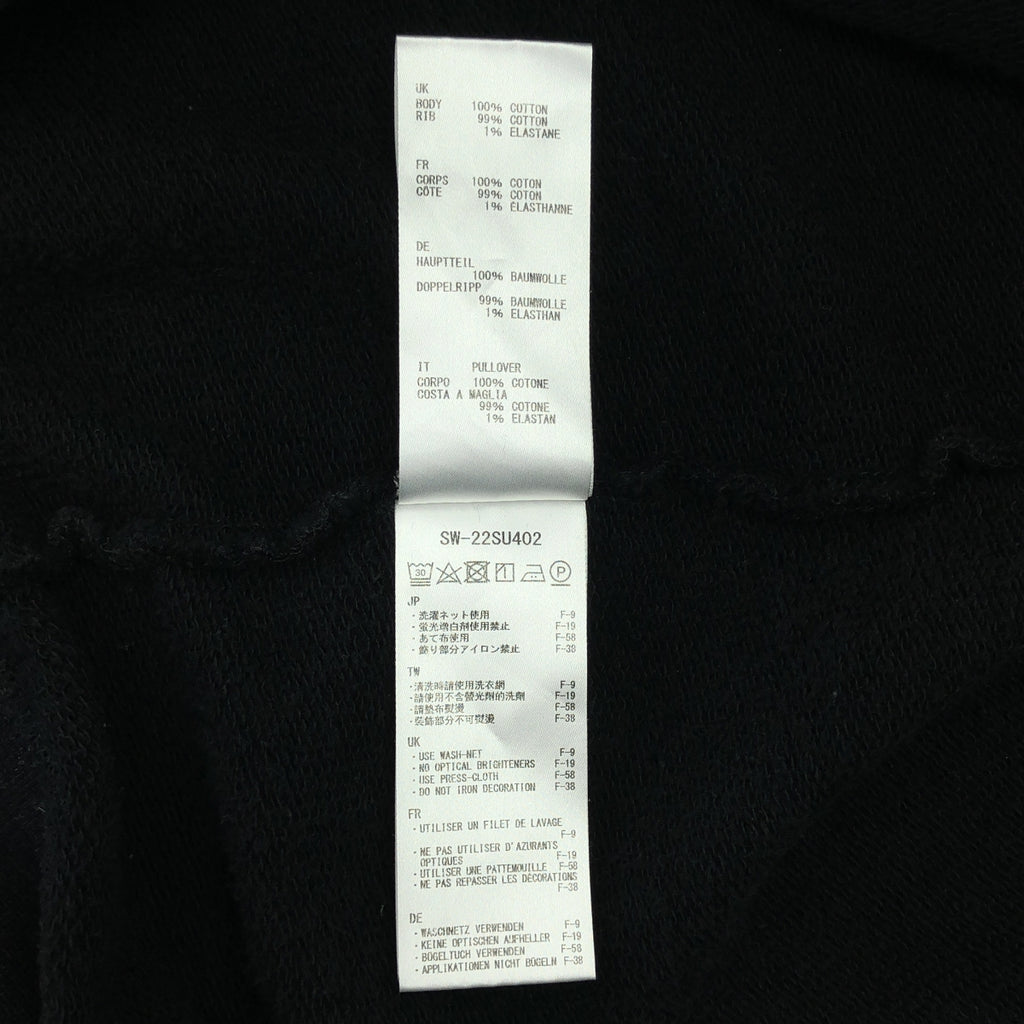 UK
BODY 100% COTTON
RIB 99% COTTON
1% ELASTANE
FR
CORPS 100% COTON
CÔTE 99% COTON
1% ÉLASTHANNE
DE
HAUPTTEIL
100% BAUMWOLLE
DOPPELRIPP
99% BAUMWOLLE
1% ELASTHAN
IT PULLOVER
CORPO 100% COTONE
COSTA A MAGLIA
99% COTONE
1% ELASTAN
SW-22SU402
30 P
JP
・洗濯ネット使用 F-9
・蛍光増白剤使用禁止 F-19
・あて布使用 F-58
・飾り部分アイロン禁止 F-38
TW
・清洗時請使用洗衣網 F-9
・請使用不含螢光劑的洗劑 F-19
・請墊布熨燙 F-58
・裝飾部分不可熨燙 F-38
UK
・USE WASH-NET F-9
・NO OPTICAL BRIGHTENERS F-19
・USE PRESS-CLOTH F-58
・DO NOT IRON DECORATION F-38
FR
・UTILISER UN FILET DE LAVAGE
F-9
・NE PAS UTILISER D'AZURANTS
OPTIQUES F-19
・UTILISER UNE PATTEMOUILLE F-58
・NE PAS REPASSER LES DÉCORATIONS
F-38
DE
・WASCHNETZ VERWENDEN F-9
・KEINE OPTISCHEN AUFHELLER F-19
・BÜGELTUCH VERWENDEN F-58
・APPLIKATIONEN NICHT BÜGELN F-38